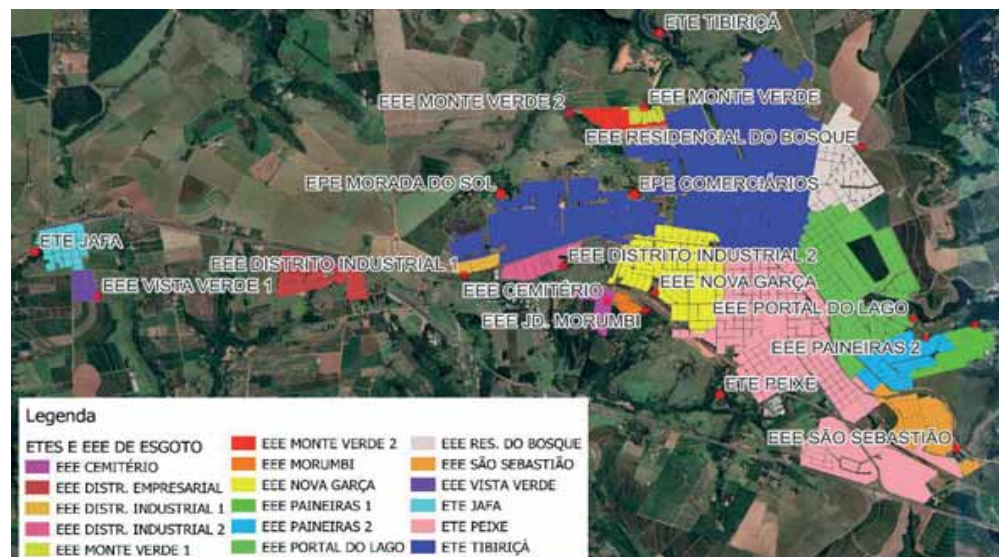 ETE TIBIRIÇÁ
EEE MONTE VERDE 2
EEE MONTE VERDE
EEE RESIDENCIAL DO BOSQUE
EPE MORADA DO SOL
EPE COMERCIÁRIOS
ETE JAFA
EEE DISTRITO INDUSTRIAL 1
EEE DISTRITO INDUSTRIAL 2
EEE VISTA VERDE 1
EEE CEMITÉRIO
EEE NOVA GARÇA
EEE PORTAL DO LAGO
EEE JD. MORUMBI
EEE PAINEIRAS 2
ETE PEIXE
EEE SÃO SEBASTIÃO
Legenda
ETES E EEE DE ESGOTO
EEE CEMITÉRIO
EEE DISTR. EMPRESARIAL
EEE DISTR. INDUSTRIAL 1
EEE DISTR. INDUSTRIAL 2
EEE MONTE VERDE 1
EEE MONTE VERDE 2
EEE MORUMBI
EEE NOVA GARÇA
EEE PAINEIRAS 1
EEE PAINEIRAS 2
EEE PORTAL DO LAGO
EEE RES. DO BOSQUE
EEE SÃO SEBASTIÃO
EEE VISTA VERDE
ETE JAFA
ETE PEIXE
ETE TIBIRIÇÁ